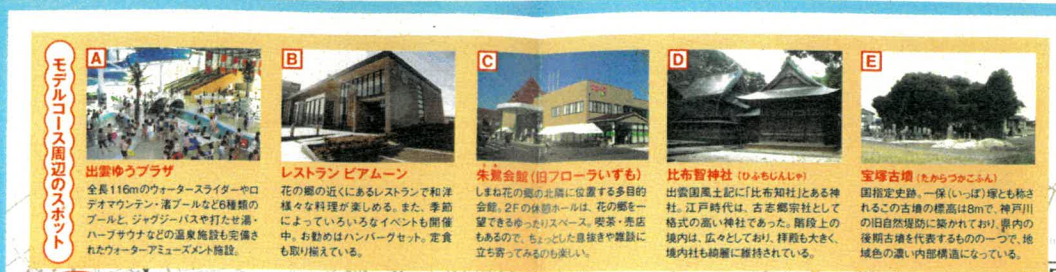 モデルコース周辺のスポット
A
出雲ゆうプラザ
全長116mのウォータースライダーやロ
デオマウンテン・渚プールなど6種類の
プールと、ジャグジーバスや打たせ湯・
ハーブサウナなどの温泉施設も完備さ
れたウォーターアミューズメント施設。
B
レストラン ピアムーン
花の郷の近くにあるレストランで和洋
様々な料理が楽しめる。また、季節
によっていろいろなイベントも開催
中。お勧めはハンバーグセット。定食
も取り揃えている。
C
朱鷺会館(旧フローラいずも)
しまね花の郷の北隣に位置する多目的
会館。2Fの休憩ホールは、花の郷を一
望できるゆったりスペース。喫茶・売店
もあるので、ちょっとした息抜きや雑談に
立ち寄ってみるのも楽しい。
D
比布智神社(ひふちじんじゃ)
出雲国風土記に「比布知社」とある神
社。江戸時代は、古志郷宗社として
格式の高い神社であった。階段上の
境内は、広々としており、拝殿も大きく、
境内社も綺麗に維持されている。
E
宝塚古墳(たからづかこふん)
国指定史跡。一保(いっぽ)塚とも称さ
れるこの古墳の標高は8mで、神戸川
の旧自然堤防に築かれており、県内の
後期古墳を代表するものの一つで、地
域色の濃い内部構造になっている。